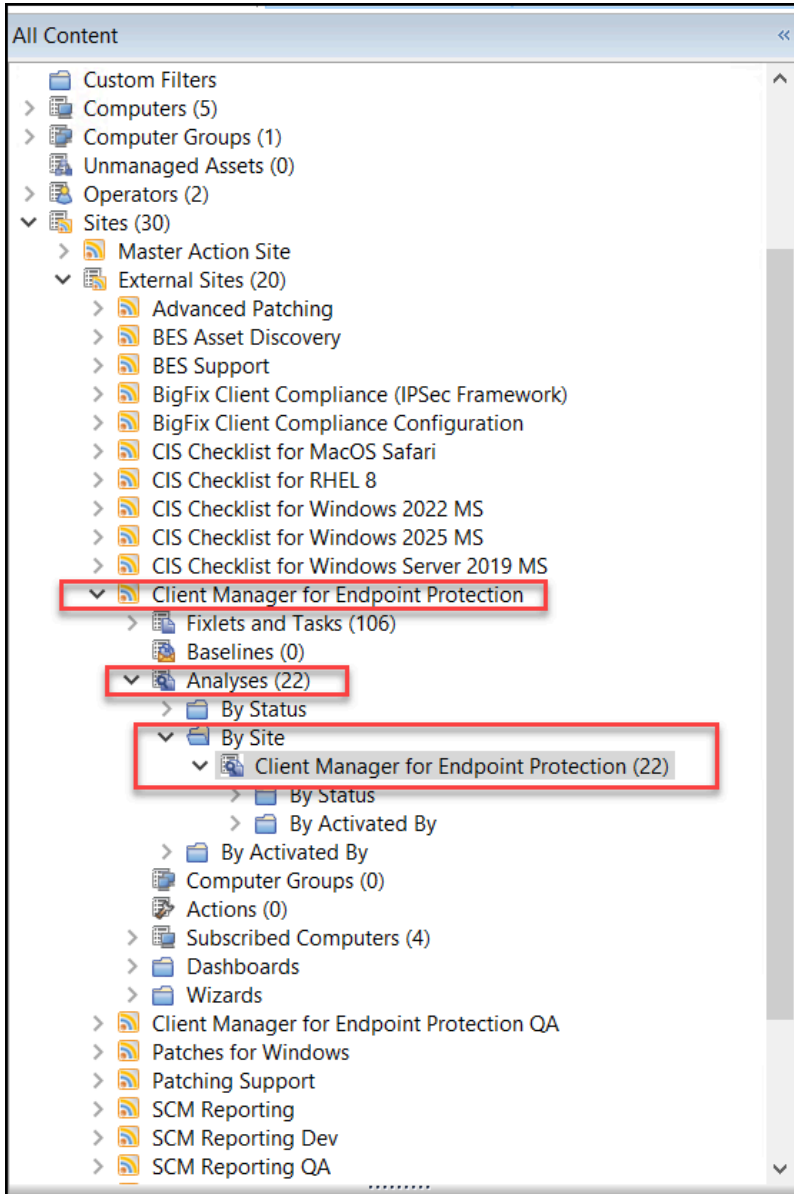 All Content
Custom Filters
Computers (5)
Computer Groups (1)
Unmanaged Assets (0)
Operators (2)
Sites (30)
Master Action Site
External Sites (20)
Advanced Patching
BES Asset Discovery
BES Support
BigFix Client Compliance (IPSec Framework)
BigFix Client Compliance Configuration
CIS Checklist for MacOS Safari
CIS Checklist for RHEL 8
CIS Checklist for Windows 2022 MS
CIS Checklist for Windows 2025 MS
CIS Checklist for Windows Server 2019 MS
Client Manager for Endpoint Protection
Fixlets and Tasks (106)
Baselines (0)
Analyses (22)
By Status
By Site
Client Manager for Endpoint Protection (22)
By Status
By Activated By
By Activated By
Computer Groups (0)
Actions (0)
Subscribed Computers (4)
Dashboards
Wizards
Client Manager for Endpoint Protection QA
Patches for Windows
Patching Support
SCM Reporting
SCM Reporting Dev
SCM Reporting QA